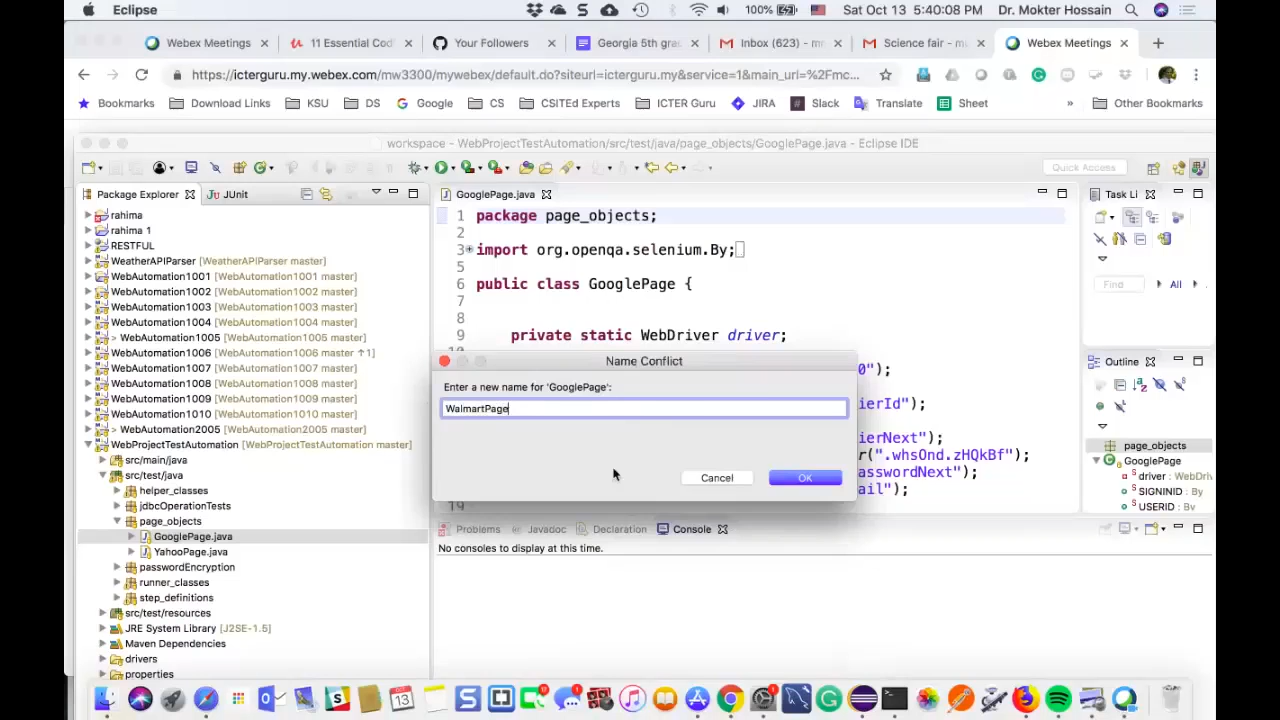 Eclipse
100%
Sat Oct 13 5:40:08 PM
Dr. Mokter Hossain
Webex Meetings
11 Essential Cod
Your Followers
Georgia 5th grad
Inbox (623) - m
Science fair - m
Webex Meetings
https://icterguru.my.webex.com/mw3300/mywebex/default.do?siteurl=icterguru.my&service=1&main_url=%2Fmc...
Bookmarks
Download Links
KSU
DS
Google
CS
CSiTEd Experts
ICTER Guru
JIRA
Slack
Translate
Sheet
»
Other Bookmarks
workspace - WebProjectTestAutomation/src/test/java/page_objects/GooglePage.java - Eclipse IDE
Quick Access
Package Explorer
JUnit
rahima
rahima 1
RESTFUL
WeatherAPIParser [WeatherAPIParser master]
WebAutomation1001 [WebAutomation1001 master]
WebAutomation1002 [WebAutomation1002 master]
WebAutomation1003 [WebAutomation1003 master]
WebAutomation1004 [WebAutomation1004 master]
> WebAutomation1005 [WebAutomation1005 master]
WebAutomation1006 [WebAutomation1006 master ↑1]
WebAutomation1007 [WebAutomation1007 master]
WebAutomation1008 [WebAutomation1008 master]
WebAutomation1009 [WebAutomation1009 master]
WebAutomation1010 [WebAutomation1010 master]
> WebAutomation2005 [WebAutomation2005 master]
WebProjectTestAutomation [WebProjectTestAutomation master]
src/main/java
src/test/java
helper_classes
jdbcOperationTests
page_objects
GooglePage.java
YahooPage.java
passwordEncryption
runner_classes
step_definitions
src/test/resources
JRE System Library [J2SE-1.5]
Maven Dependencies
drivers
properties
GooglePage.java
1 package page_objects;
2
3 import org.openqa.selenium.By;
5
6 public class GooglePage {
7
8
9 private static WebDriver driver;
0");
ierId");
ierNext");
r(".whsOnd.zHQkBf");
asswordNext");
ail");
19
Name Conflict
Enter a new name for 'GooglePage':
WalmartPage
Cancel
OK
Problems
Javadoc
Declaration
Console
No consoles to display at this time.
Task Li
Find
All
Outline
page_objects
GooglePage
driver : WebDriv
SIGNINID : By
USERID : By